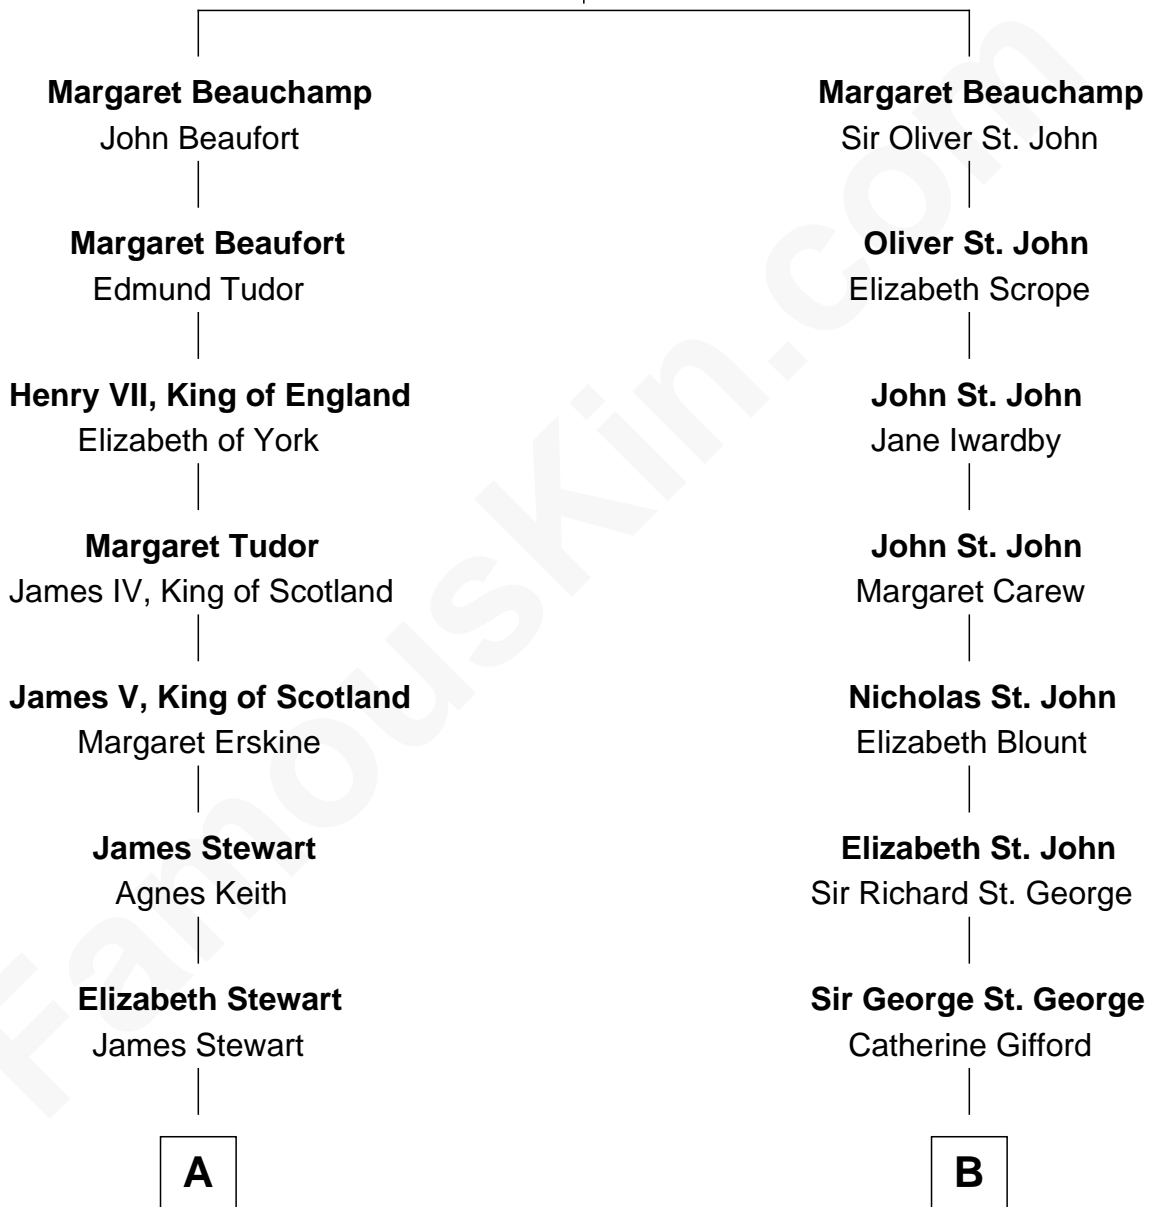 Margaret Beauchamp
John Beaufort
Margaret Beaufort
Edmund Tudor
Henry VII, King of England
Elizabeth of York
Margaret Tudor
James IV, King of Scotland
James V, King of Scotland
Margaret Erskine
James Stewart
Agnes Keith
Elizabeth Stewart
James Stewart
A
Margaret Beauchamp
Sir Oliver St. John
Oliver St. John
Elizabeth Scrope
John St. John
Jane Iwardby
John St. John
Margaret Carew
Nicholas St. John
Elizabeth Blount
Elizabeth St. John
Sir Richard St. George
Sir George St. George
Catherine Gifford
B
FamousKin.com